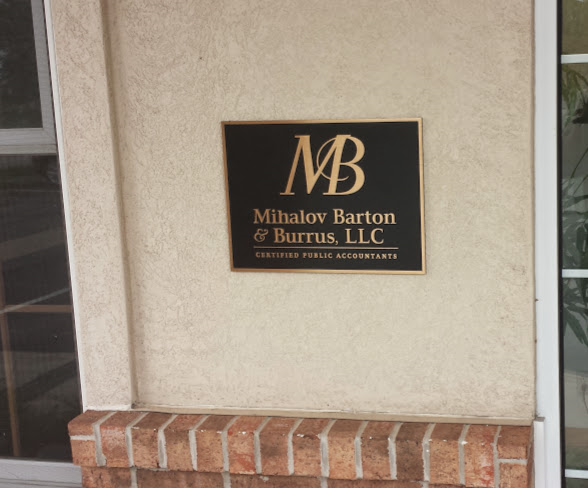 MB
Mihalov Barton
& Burrus, LLC
CERTIFIED PUBLIC ACCOUNTANTS